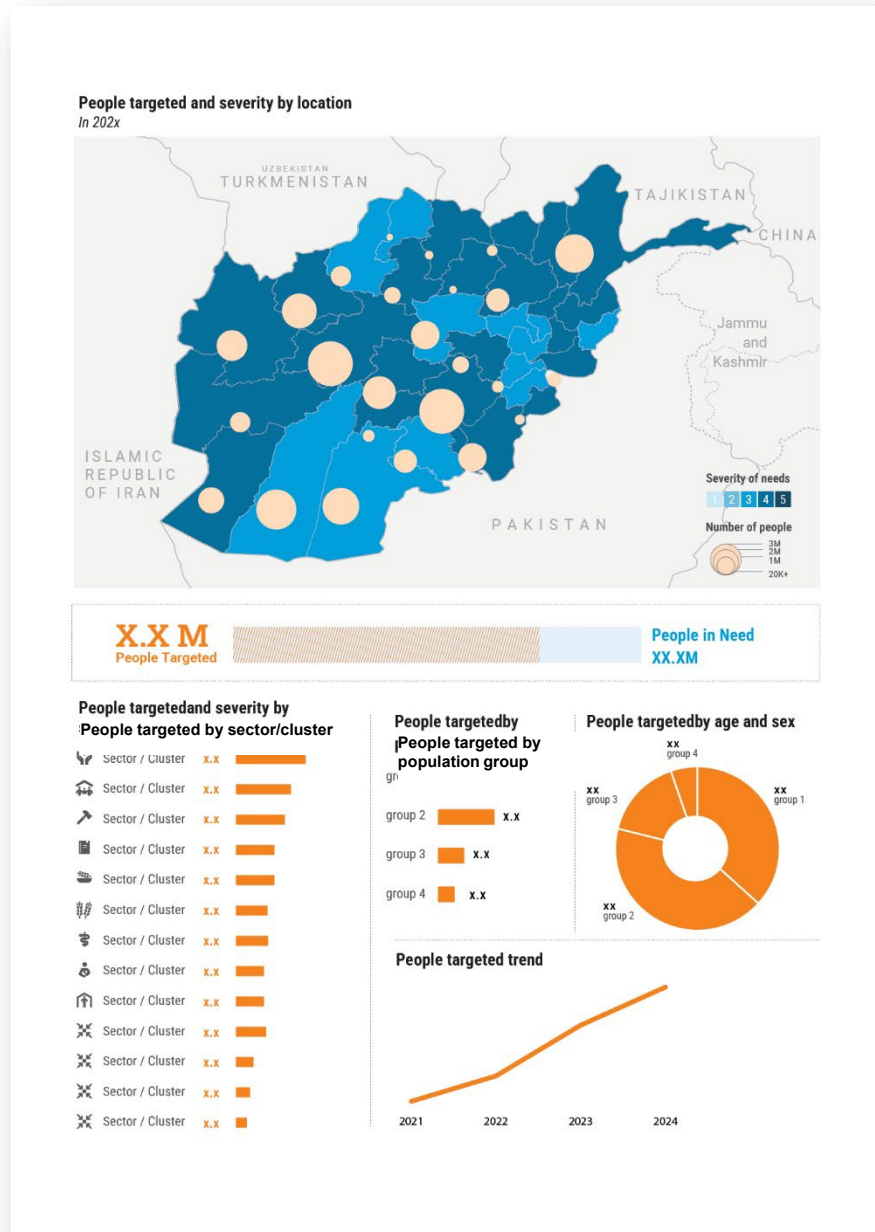 People targeted and severity by location
In 202x
UZBEKISTAN
TURKMENISTAN
TAJIKISTAN
CHINA
Jammu
and
Kashmir
ISLAMIC
REPUBLIC
OF IRAN
PAKISTAN
Severity of needs
1 2 3 4 5
Number of people
3M
2M
1M
20K+
X.X M
People Targeted
People in Need
XX.XM
People targetedand severity by
People targeted by sector/cluster
Sector / Cluster x.x
Sector / Cluster x.x
Sector / Cluster x.x
Sector / Cluster x.x
Sector / Cluster x.x
Sector / Cluster x.x
Sector / Cluster x.x
Sector / Cluster x.x
Sector / Cluster x.x
Sector / Cluster x.x
Sector / Cluster x.x
Sector / Cluster x.x
Sector / Cluster x.x
People targetedby
People targeted by
population group
group 2 x.x
group 3 x.x
group 4 x.x
People targetedby age and sex
xx
group 4
xx
group 3
xx
group 1
xx
group 2
People targeted trend
2021 2022 2023 2024